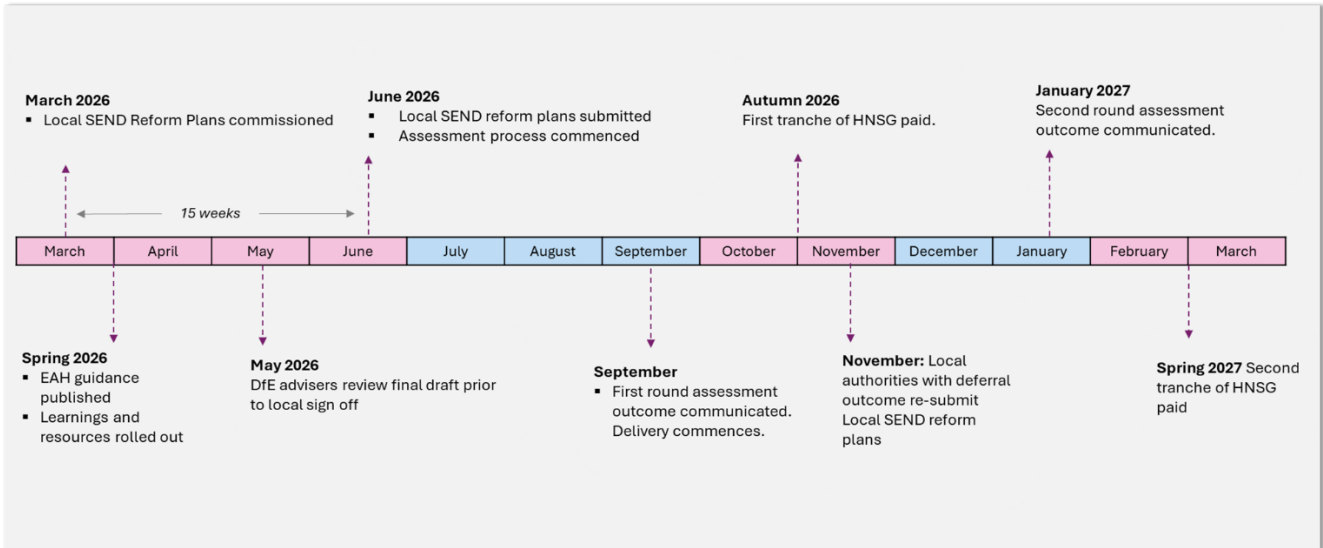 March 2026
▪ Local SEND Reform Plans commissioned
June 2026
▪ Local SEND reform plans submitted
▪ Assessment process commenced
Autumn 2026
First tranche of HNSG paid.
January 2027
Second round assessment
outcome communicated.
15 weeks
March April May June July August September October November December January February March
Spring 2026
▪ EAH guidance
published
▪ Learnings and
resources rolled out
May 2026
DfE advisers review final draft prior
to local sign off
September
▪ First round assessment
outcome communicated.
Delivery commences.
November: Local
authorities with deferral
outcome re-submit
Local SEND reform
plans
Spring 2027 Second
tranche of HNSG
paid